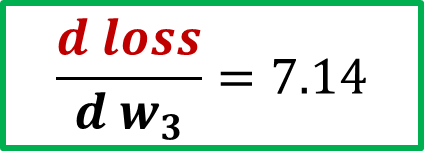 d loss
d w₃ = 7.14